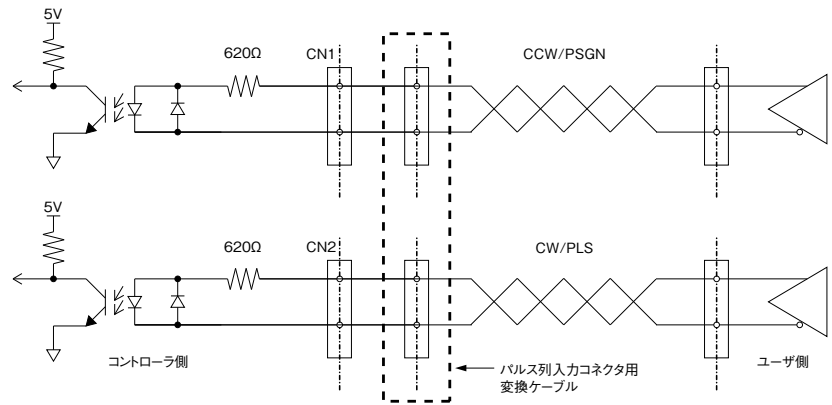 5V
620Ω
CN1
CCW/PSGN
5V
620Ω
CN2
CW/PLS
コントローラ側
パルス列入力コネクタ用
変換ケーブル
ユーザ側